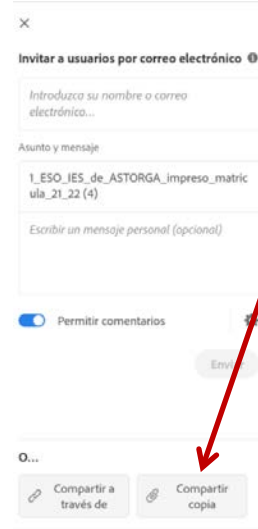 Invitar a usuarios por correo electrónico
Introduzca su nombre o correo
electrónico...
Asunto y mensaje
1_ESO_IES_de_ASTORGA_impreso_matric
ula_21_22 (4)
Escribir un mensaje personal (opcional)
Permitir comentarios
Enviar
O...
Compartir a
través de
Compartir
copia